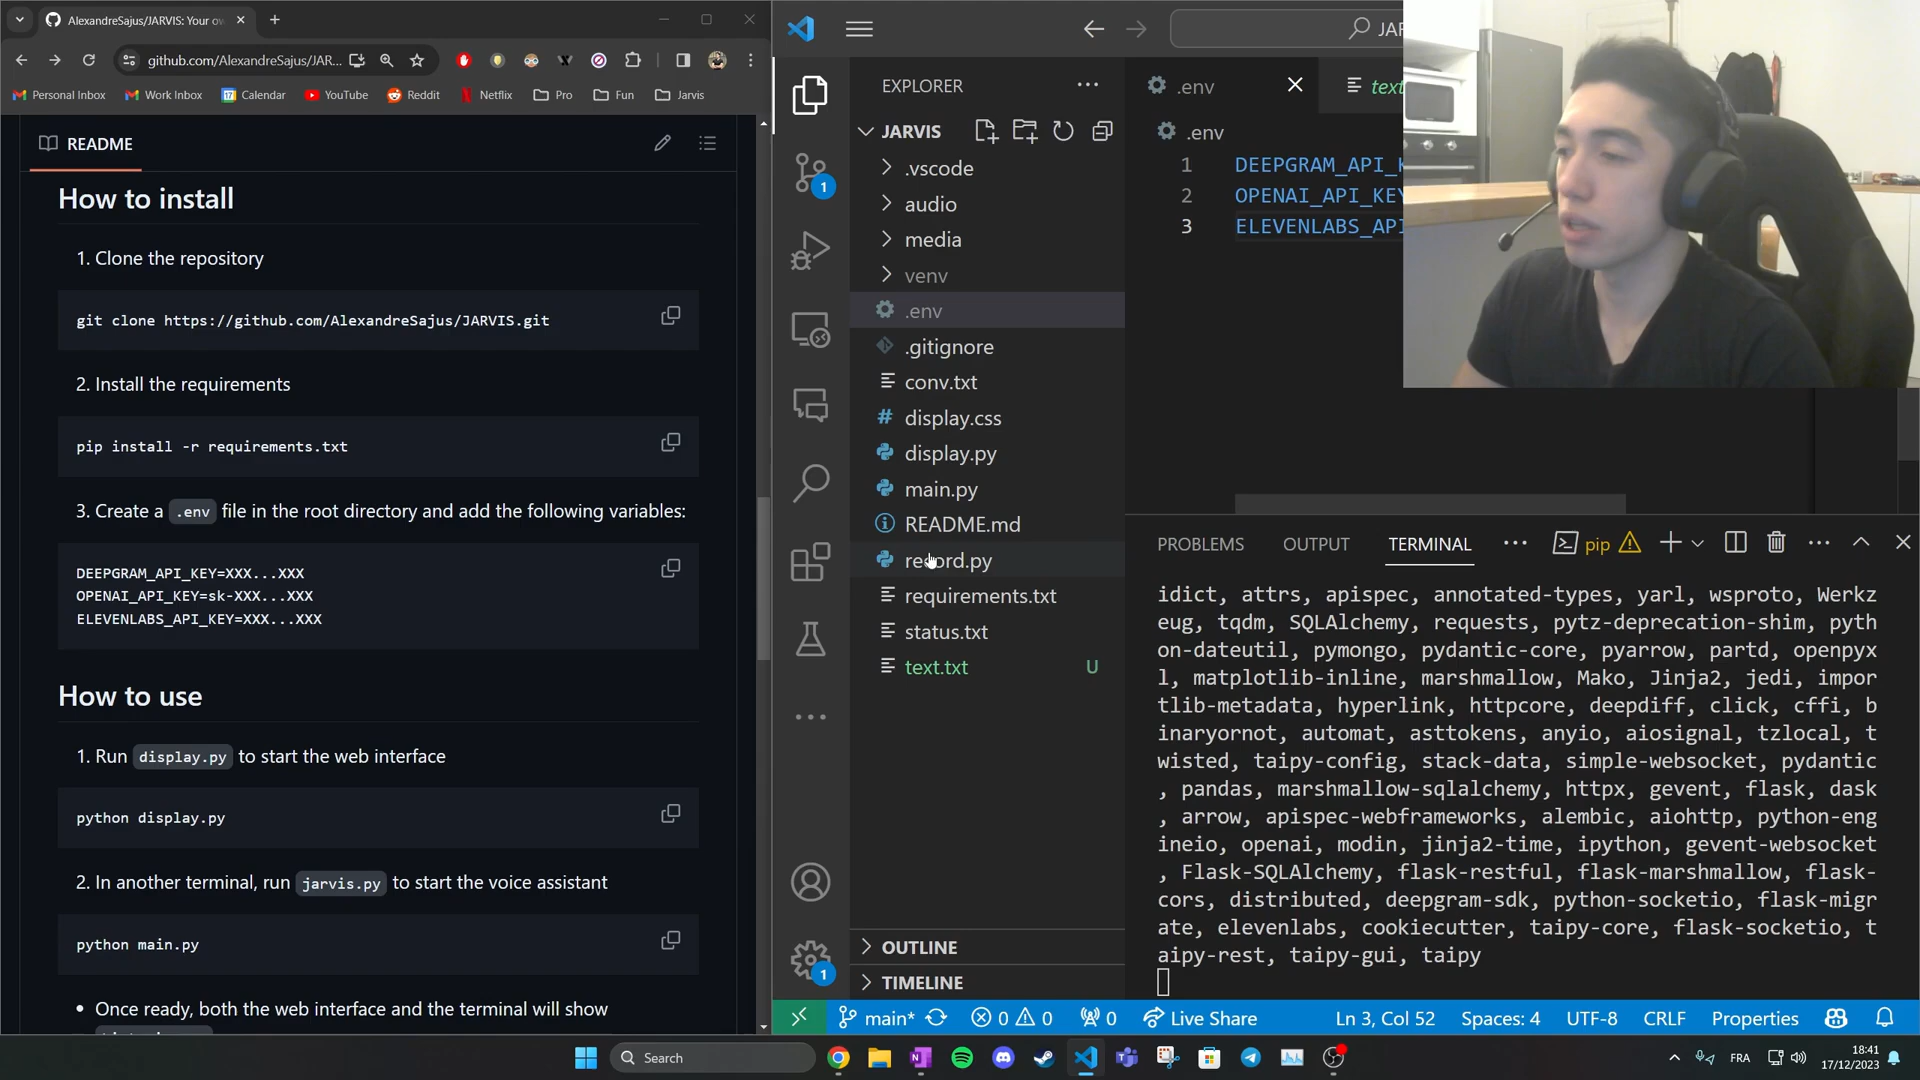 AlexandreSajus/JARVIS: Your ow
github.com/AlexandreSajus/JAR...
Personal Inbox
Work Inbox
Calendar
YouTube
Reddit
Netflix
Pro
Fun
Jarvis
README
How to install
1. Clone the repository
git clone https://github.com/AlexandreSajus/JARVIS.git
2. Install the requirements
pip install -r requirements.txt
3. Create a .env file in the root directory and add the following variables:
DEEPGRAM_API_KEY=XXX...XXX
OPENAI_API_KEY=sk-XXX...XXX
ELEVENLABS_API_KEY=XXX...XXX
How to use
1. Run display.py to start the web interface
python display.py
2. In another terminal, run jarvis.py to start the voice assistant
python main.py
Once ready, both the web interface and the terminal will show
JAR
EXPLORER
JARVIS
.vscode
audio
media
venv
.env
.gitignore
conv.txt
display.css
display.py
main.py
README.md
record.py
requirements.txt
status.txt
text.txt U
OUTLINE
TIMELINE
1
1
.env
text
.env
1 DEEPGRAM_API_K
2 OPENAI_API_KEY
3 ELEVENLABS_API
PROBLEMS OUTPUT TERMINAL pip
idict, attrs, apispec, annotated-types, yarl, wsproto, Werkz
eug, tqdm, SQLAlchemy, requests, pytz-deprecation-shim, pyth
on-dateutil, pymongo, pydantic-core, pyarrow, partd, openpyx
l, matplotlib-inline, marshmallow, Mako, Jinja2, jedi, impor
tlib-metadata, hyperlink, httpcore, deepdiff, click, cffi, b
inaryornot, automat, asttokens, anyio, aiosignal, tzlocal, t
wisted, taipy-config, stack-data, simple-websocket, pydantic
, pandas, marshmallow-sqlalchemy, httpx, gevent, flask, dask
, arrow, apispec-webframeworks, alembic, aiohttp, python-eng
ineio, openai, modin, jinja2-time, ipython, gevent-websocket
, Flask-SQLAlchemy, flask-restful, flask-marshmallow, flask-
cors, distributed, deepgram-sdk, python-socketio, flask-migr
ate, elevenlabs, cookiecutter, taipy-core, flask-socketio, t
aipy-rest, taipy-gui, taipy
main* 0 0 0 Live Share Ln 3, Col 52 Spaces: 4 UTF-8 CRLF Properties
Search
FRA
18:41
17/12/2023